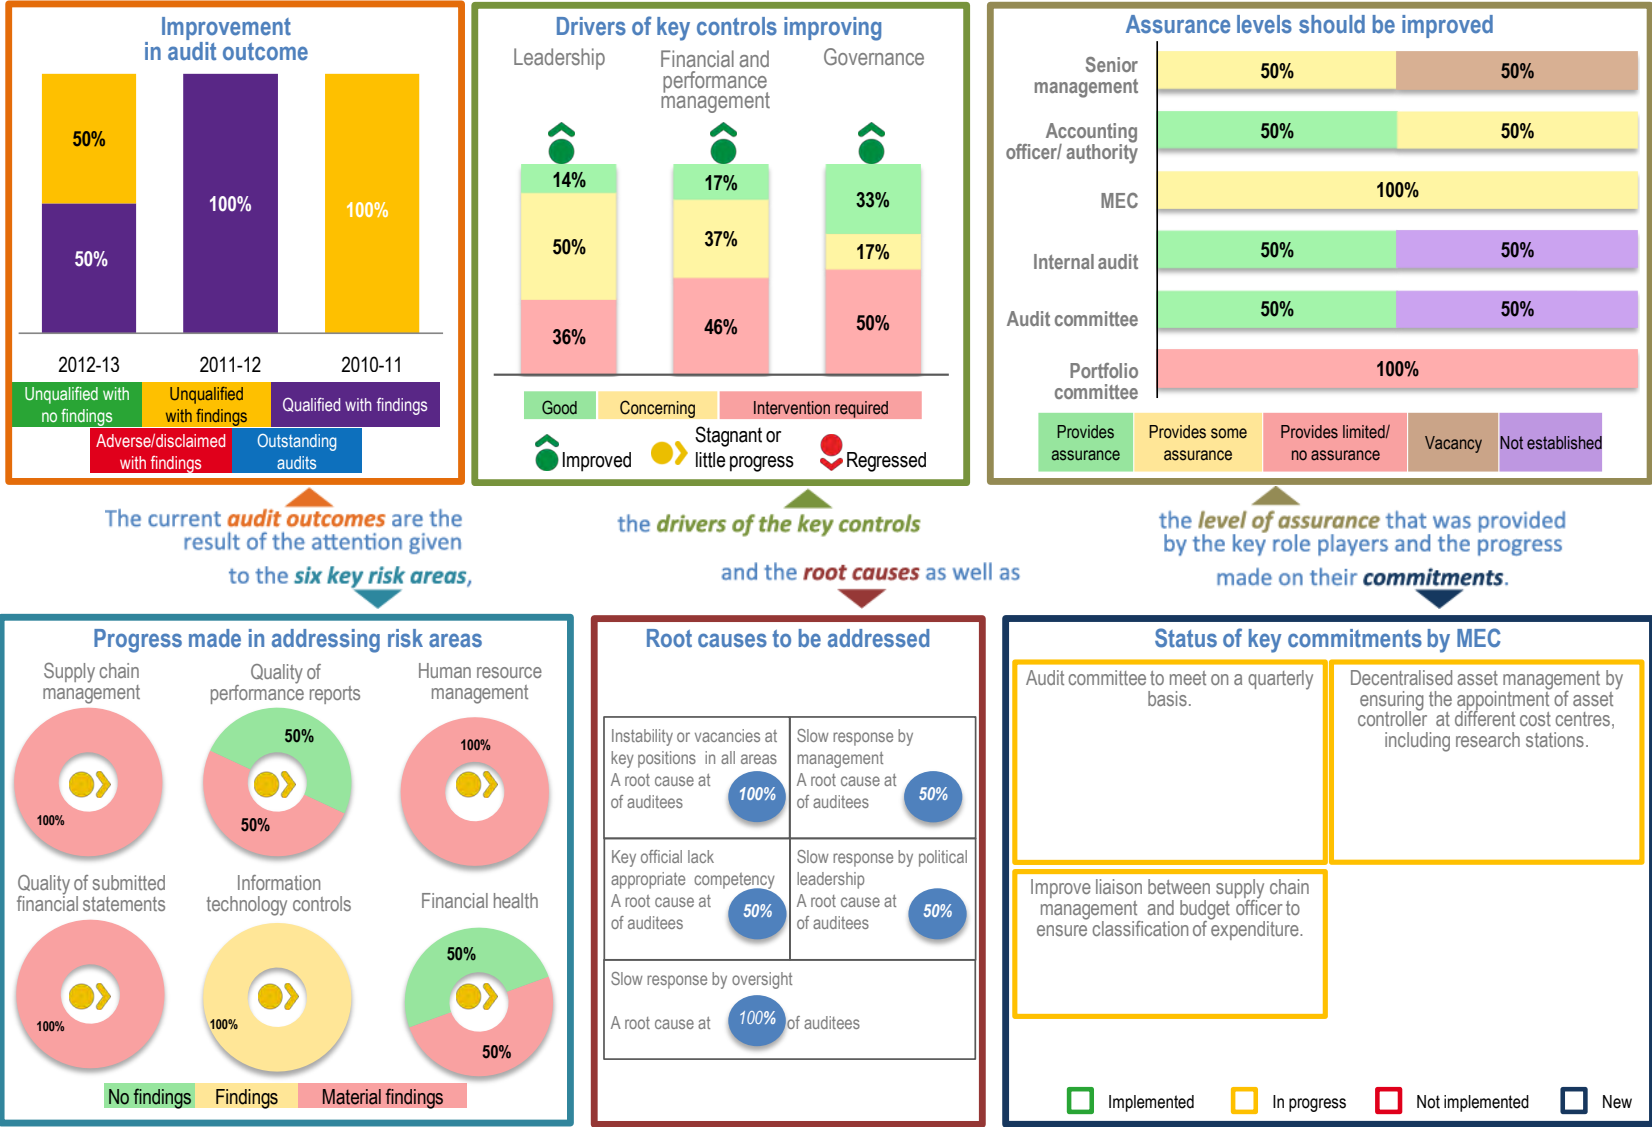 Improvement
in audit outcome
50%
50%
100%
100%
2012-13
2011-12
2010-11
Unqualified with
no findings
Unqualified
with findings
Qualified with findings
Adverse/disclaimed
with findings
Outstanding
audits
Drivers of key controls improving
Leadership
Financial and
performance
management
Governance
14%
50%
36%
17%
37%
46%
33%
17%
50%
Good
Concerning
Intervention required
Improved
Stagnant or
little progress
Regressed
Assurance levels should be improved
Senior
management
50%
50%
Accounting
officer/ authority
50%
50%
MEC
100%
Internal audit
50%
50%
Audit committee
50%
50%
Portfolio
committee
100%
Provides
assurance
Provides some
assurance
Provides limited/
no assurance
Vacancy
Not established
The current audit outcomes are the
result of the attention given
to the six key risk areas,
the drivers of the key controls
and the root causes as well as
the level of assurance that was provided
by the key role players and the progress
made on their commitments.
Progress made in addressing risk areas
Supply chain
management
100%
Quality of
performance reports
50%
50%
Human resource
management
100%
Quality of submitted
financial statements
100%
Information
technology controls
100%
Financial health
50%
50%
No findings
Findings
Material findings
Root causes to be addressed
Instability or vacancies at
key positions in all areas
A root cause at
of auditees
100%
Slow response by
management
A root cause at
of auditees
50%
Key official lack
appropriate competency
A root cause at
of auditees
50%
Slow response by political
leadership
A root cause at
of auditees
50%
Slow response by oversight
A root cause at 100% of auditees
Status of key commitments by MEC
Audit committee to meet on a quarterly
basis.
Decentralised asset management by
ensuring the appointment of asset
controller at different cost centres,
including research stations.
Improve liaison between supply chain
management and budget officer to
ensure classification of expenditure.
Implemented
In progress
Not implemented
New